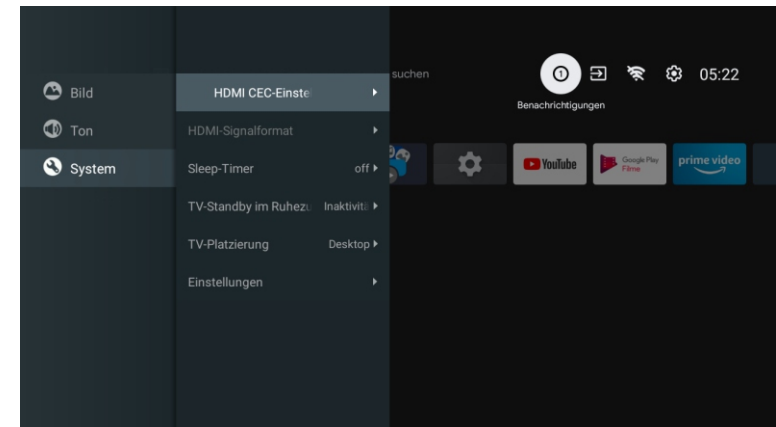 suchen
05:22
Benachrichtigungen
Bild
Ton
System
HDMI CEC-Einste
HDMI-Signalformat
Sleep-Timer off
TV-Standby im Ruhezu Inaktivitä
TV-Platzierung Desktop
Einstellungen
YouTube
Google Play
Filme
prime video